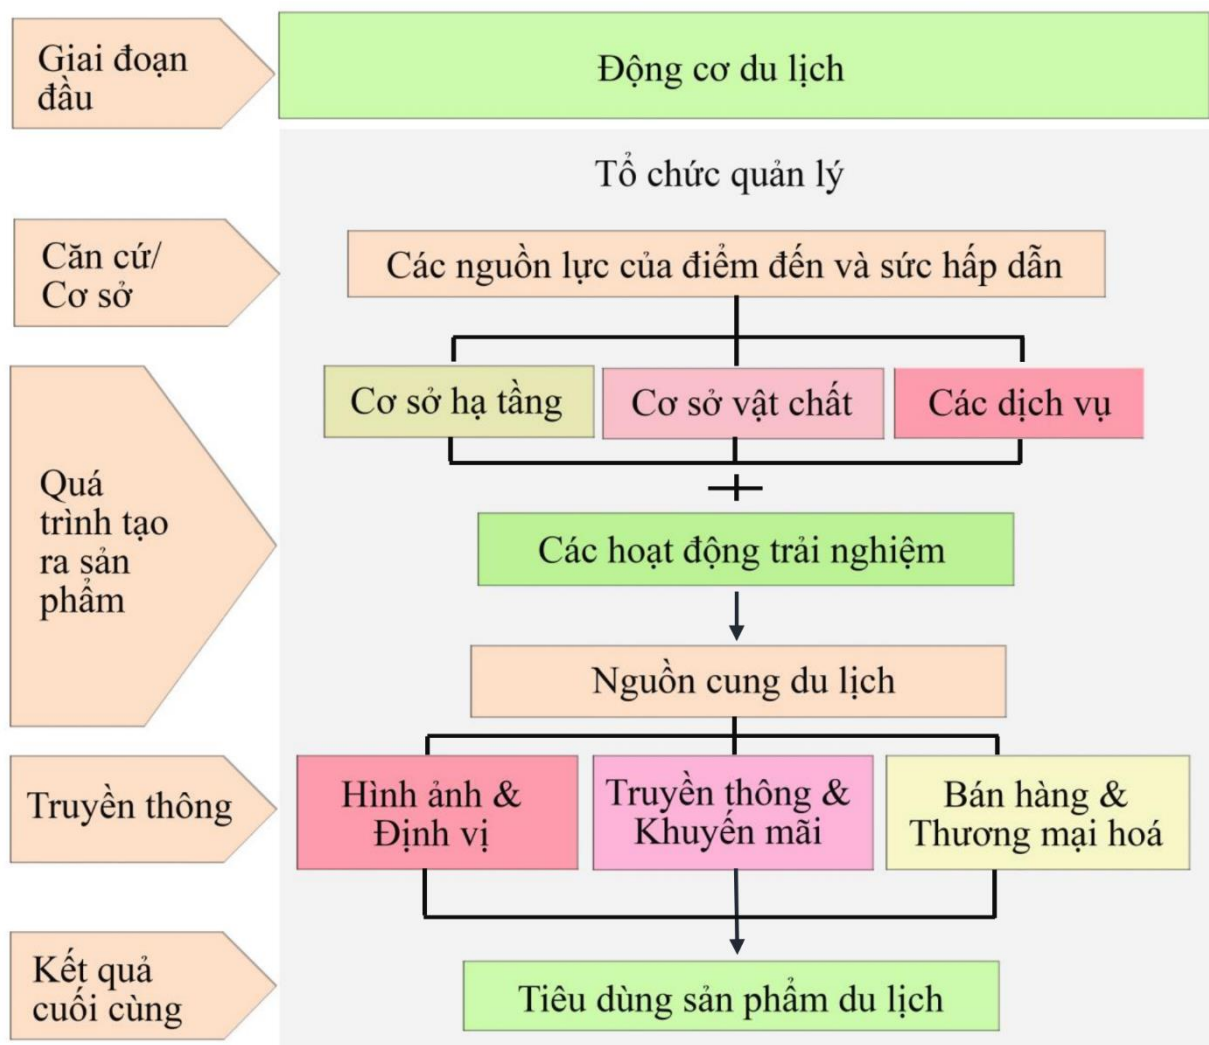 Giai đoạn
đầu
Động cơ du lịch
Tổ chức quản lý
Căn cứ/
Cơ sở
Các nguồn lực của điểm đến và sức hấp dẫn
Cơ sở hạ tầng
Cơ sở vật chất
Các dịch vụ
Quá
trình tạo
ra sản
phẩm
Các hoạt động trải nghiệm
Nguồn cung du lịch
Truyền thông
Hình ảnh &
Định vị
Truyền thông &
Khuyến mãi
Bán hàng &
Thương mại hoá
Kết quả
cuối cùng
Tiêu dùng sản phẩm du lịch